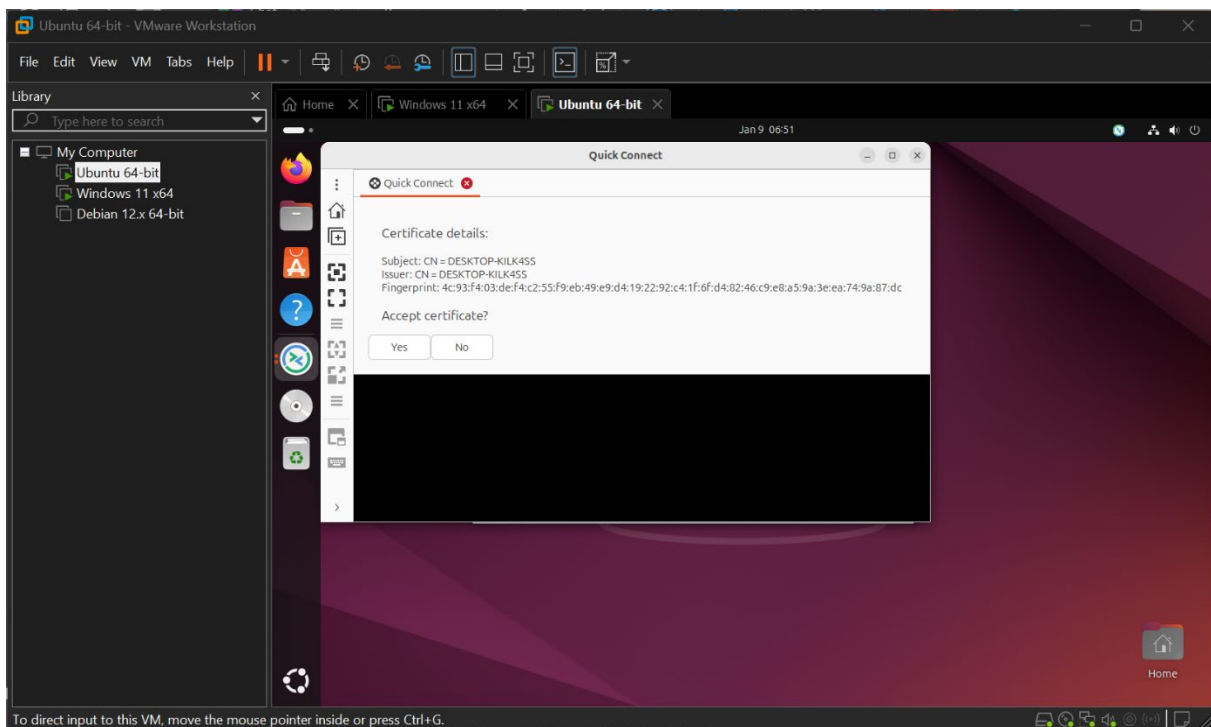 Ubuntu 64-bit - VMware Workstation
File Edit View VM Tabs Help
Library
Type here to search
My Computer
Ubuntu 64-bit
Windows 11 x64
Debian 12.x 64-bit
Home
Windows 11 x64
Ubuntu 64-bit
Jan 9 06:51
Quick Connect
Quick Connect
Certificate details:
Subject: CN = DESKTOP-KILK4SS
Issuer: CN = DESKTOP-KILK4SS
Fingerprint: 4c:93:f4:03:de:f4:c2:55:f9:eb:49:e9:d4:19:22:92:c4:1f:6f:d4:82:46:c9:e8:a5:9a:3e:ea:74:9a:87:dc
Accept certificate?
Yes No
Home
To direct input to this VM, move the mouse pointer inside or press Ctrl+G.